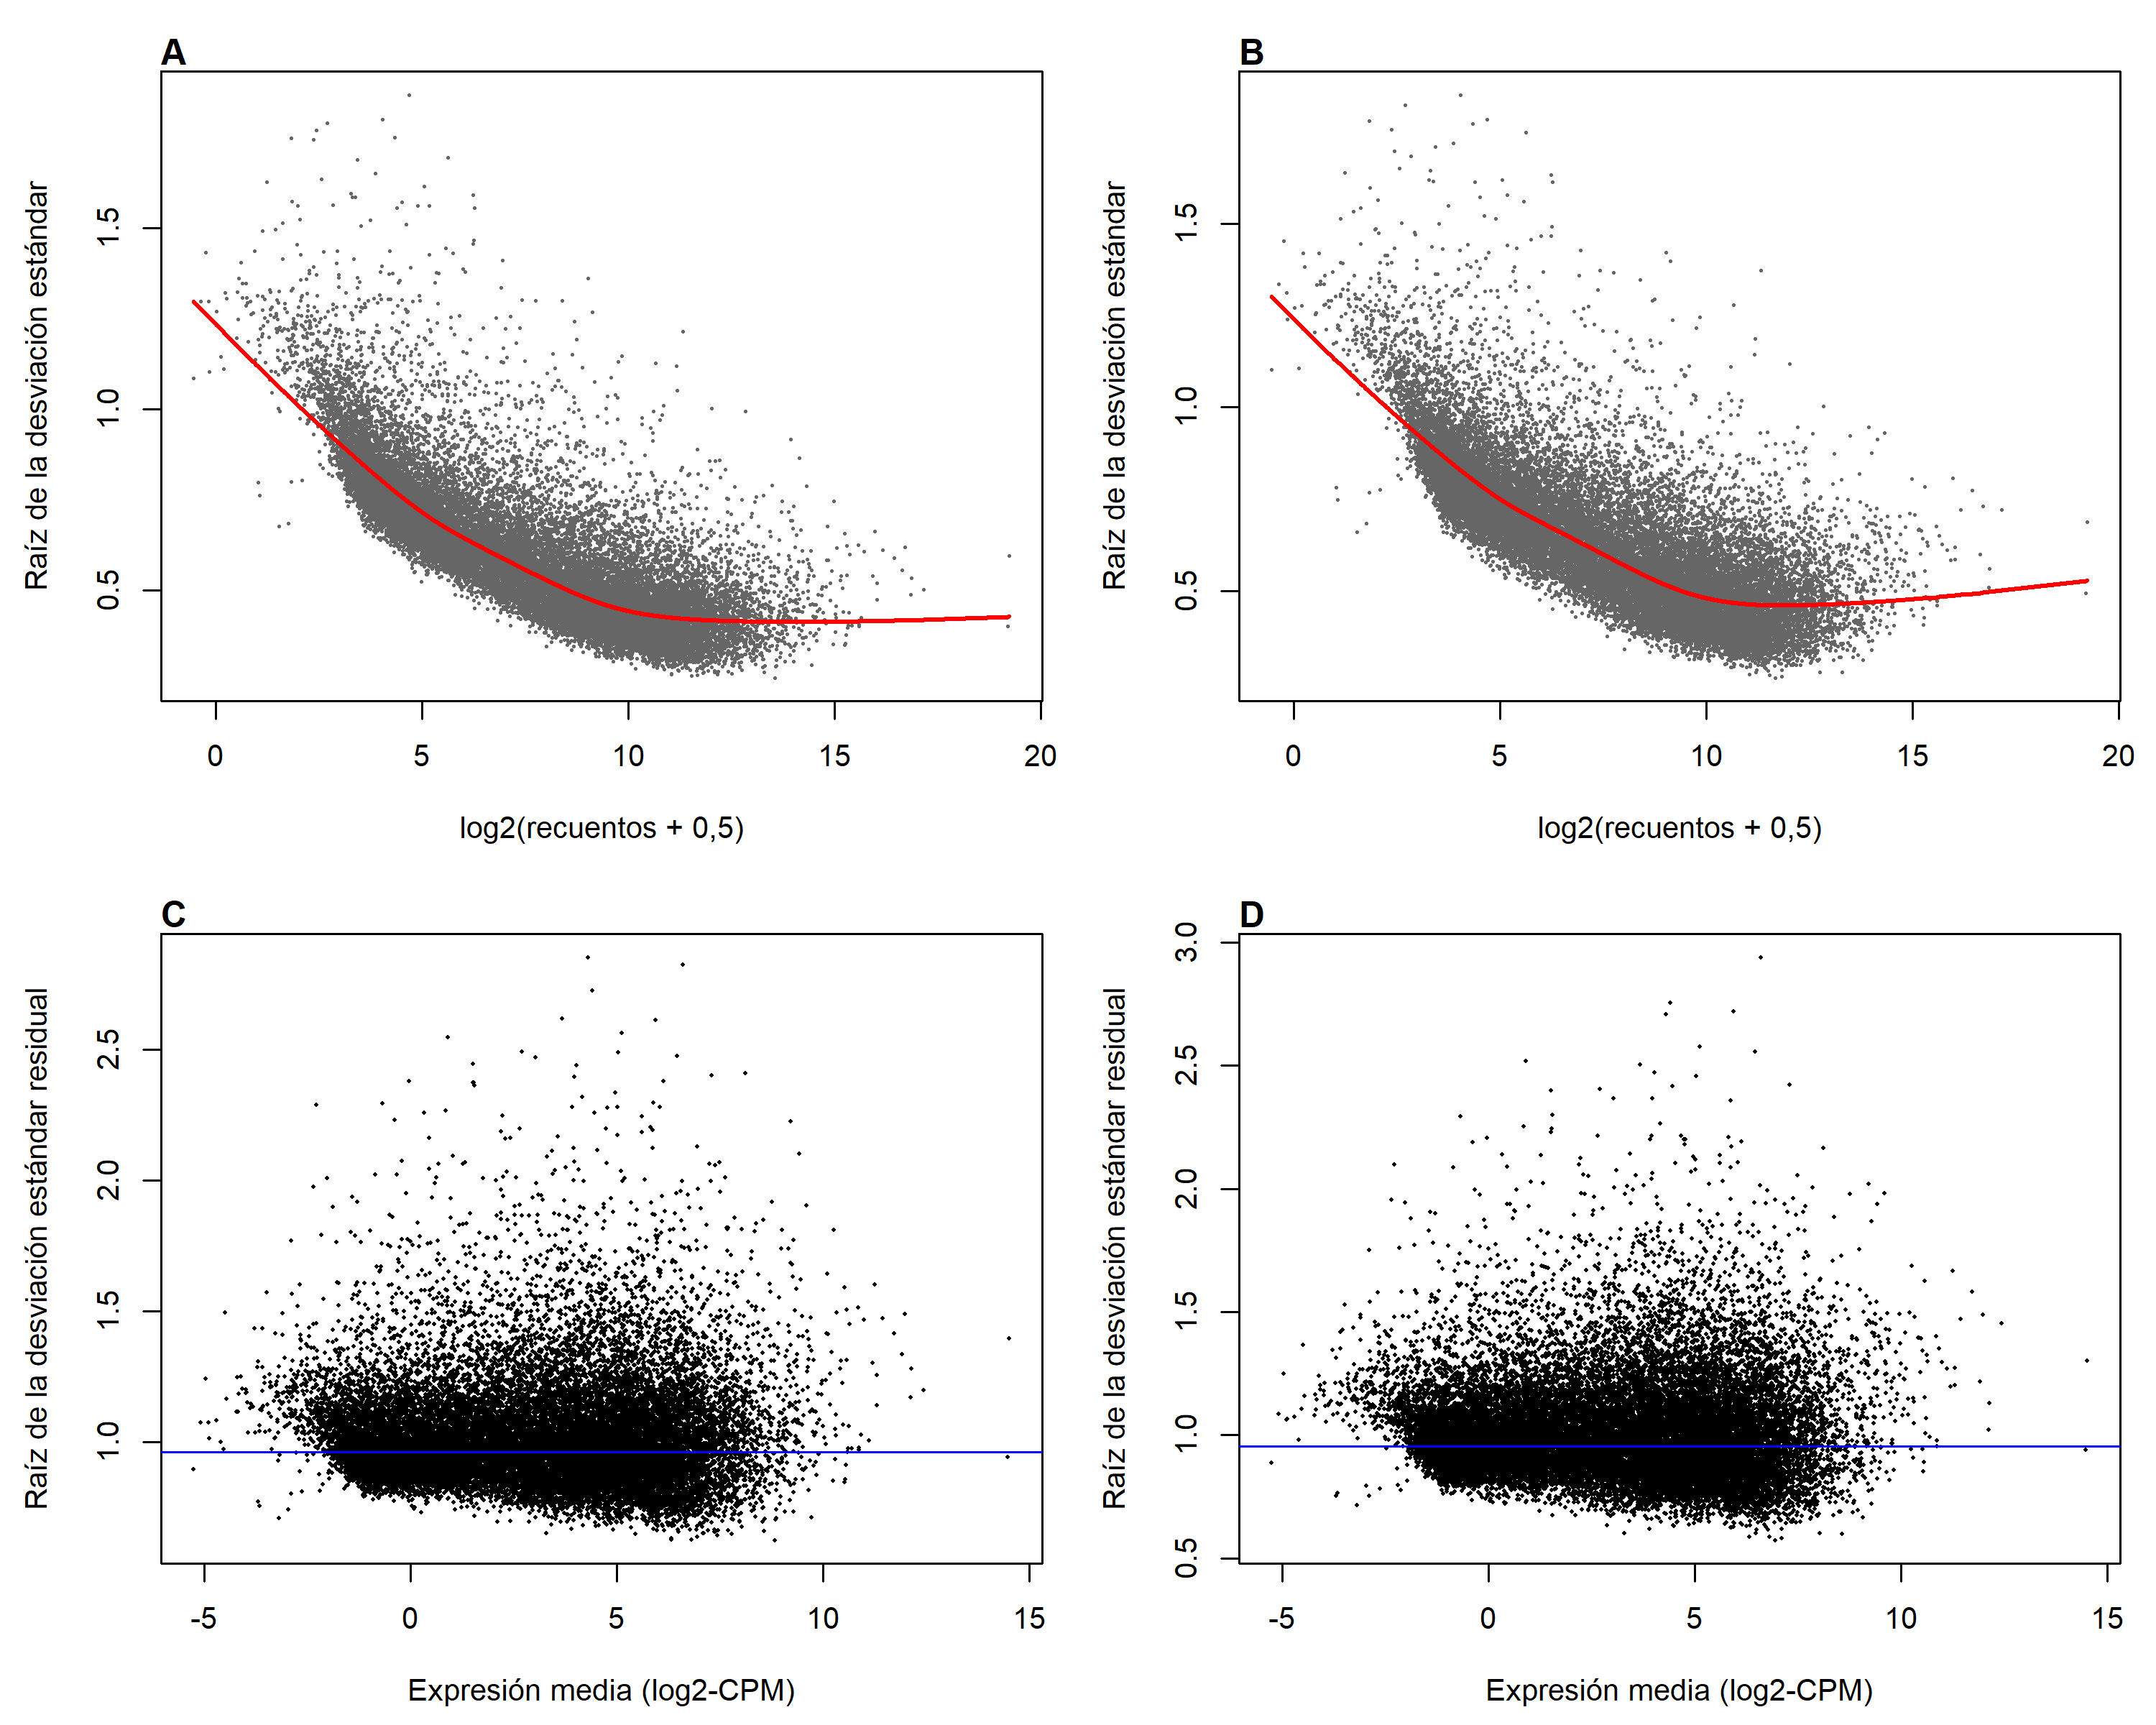 A
Raíz de la desviación estándar
1.5
1.0
0.5
0 5 10 15 20
log2(recuentos + 0,5)
B
Raíz de la desviación estándar
1.5
1.0
0.5
0 5 10 15 20
log2(recuentos + 0,5)
C
Raíz de la desviación estándar residual
2.5
2.0
1.5
1.0
-5 0 5 10 15
Expresión media (log2-CPM)
D
Raíz de la desviación estándar residual
3.0
2.5
2.0
1.5
1.0
0.5
-5 0 5 10 15
Expresión media (log2-CPM)